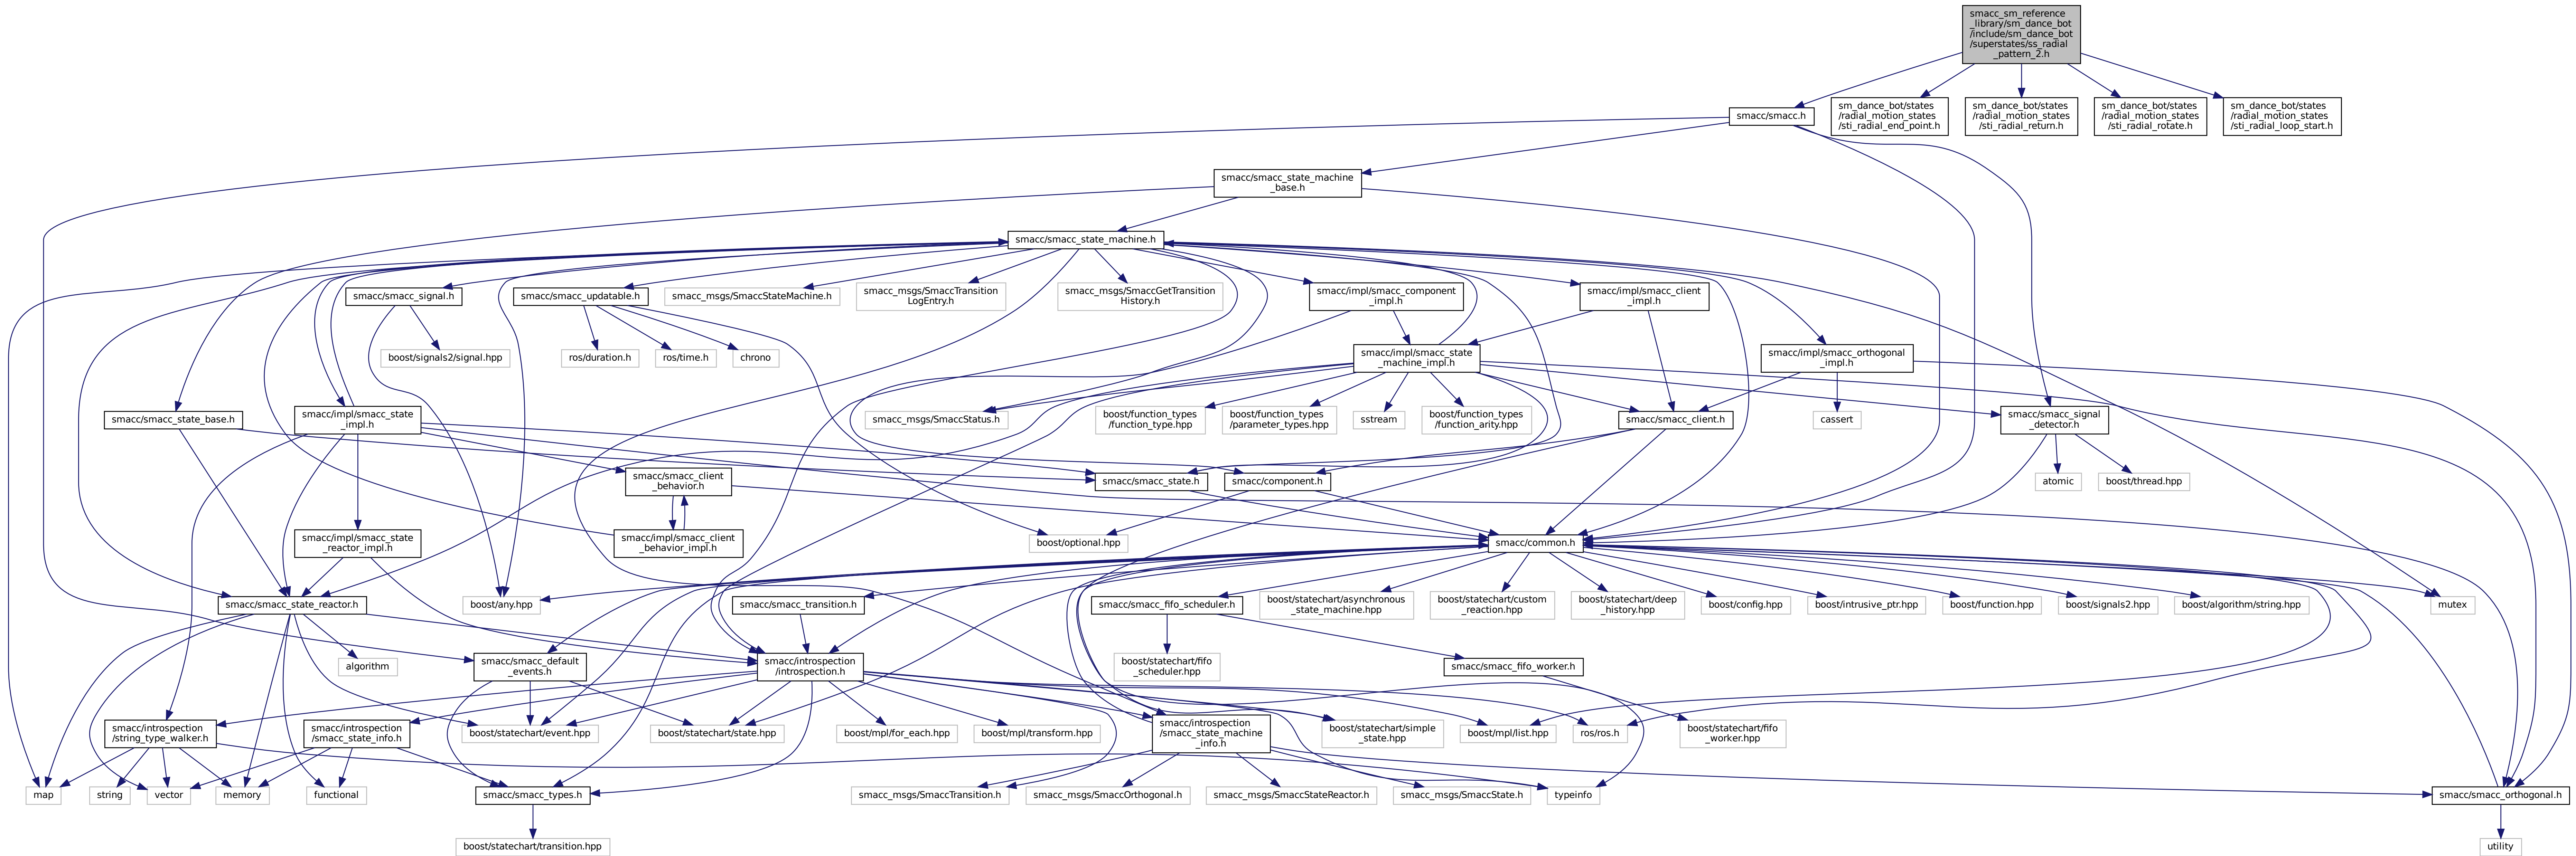 smacc_sm_reference
_library/sm_dance_bot
/include/sm_dance_bot
/superstates/ss_radial
_pattern_2.h
smacc/smacc.h
sm_dance_bot/states
/radial_motion_states
/sti_radial_end_point.h
sm_dance_bot/states
/radial_motion_states
/sti_radial_return.h
sm_dance_bot/states
/radial_motion_states
/sti_radial_rotate.h
sm_dance_bot/states
/radial_motion_states
/sti_radial_loop_start.h
smacc/smacc_state_machine
_base.h
smacc/smacc_state_machine.h
smacc/smacc_signal.h
smacc/smacc_updatable.h
smacc_msgs/SmaccStateMachine.h
smacc_msgs/SmaccTransition
LogEntry.h
smacc_msgs/SmaccGetTransition
History.h
smacc/impl/smacc_component
_impl.h
smacc/impl/smacc_client
_impl.h
boost/signals2/signal.hpp
ros/duration.h
ros/time.h
chrono
smacc/impl/smacc_state
_machine_impl.h
smacc/impl/smacc_orthogonal
_impl.h
smacc/smacc_state_base.h
smacc/impl/smacc_state
_impl.h
smacc_msgs/SmaccStatus.h
boost/function_types
/function_type.hpp
boost/function_types
/parameter_types.hpp
sstream
boost/function_types
/function_arity.hpp
smacc/smacc_client.h
cassert
smacc/smacc_signal
_detector.h
smacc/smacc_client
_behavior.h
smacc/smacc_state.h
smacc/component.h
atomic
boost/thread.hpp
smacc/impl/smacc_state
_reactor_impl.h
smacc/impl/smacc_client
_behavior_impl.h
boost/optional.hpp
smacc/common.h
smacc/smacc_state_reactor.h
boost/any.hpp
smacc/smacc_transition.h
smacc/smacc_fifo_scheduler.h
boost/statechart/asynchronous
_state_machine.hpp
boost/statechart/custom
_reaction.hpp
boost/statechart/deep
_history.hpp
boost/config.hpp
boost/intrusive_ptr.hpp
boost/function.hpp
boost/signals2.hpp
boost/algorithm/string.hpp
mutex
algorithm
smacc/smacc_default
_events.h
smacc/introspection
/introspection.h
boost/statechart/fifo
_scheduler.hpp
smacc/smacc_fifo_worker.h
smacc/introspection
/string_type_walker.h
smacc/introspection
/smacc_state_info.h
boost/statechart/event.hpp
boost/statechart/state.hpp
boost/mpl/for_each.hpp
boost/mpl/transform.hpp
smacc/introspection
/smacc_state_machine
_info.h
boost/statechart/simple
_state.hpp
boost/mpl/list.hpp
ros/ros.h
boost/statechart/fifo
_worker.hpp
map
string
vector
memory
functional
smacc/smacc_types.h
smacc_msgs/SmaccTransition.h
smacc_msgs/SmaccOrthogonal.h
smacc_msgs/SmaccStateReactor.h
smacc_msgs/SmaccState.h
typeinfo
smacc/smacc_orthogonal.h
boost/statechart/transition.hpp
utility